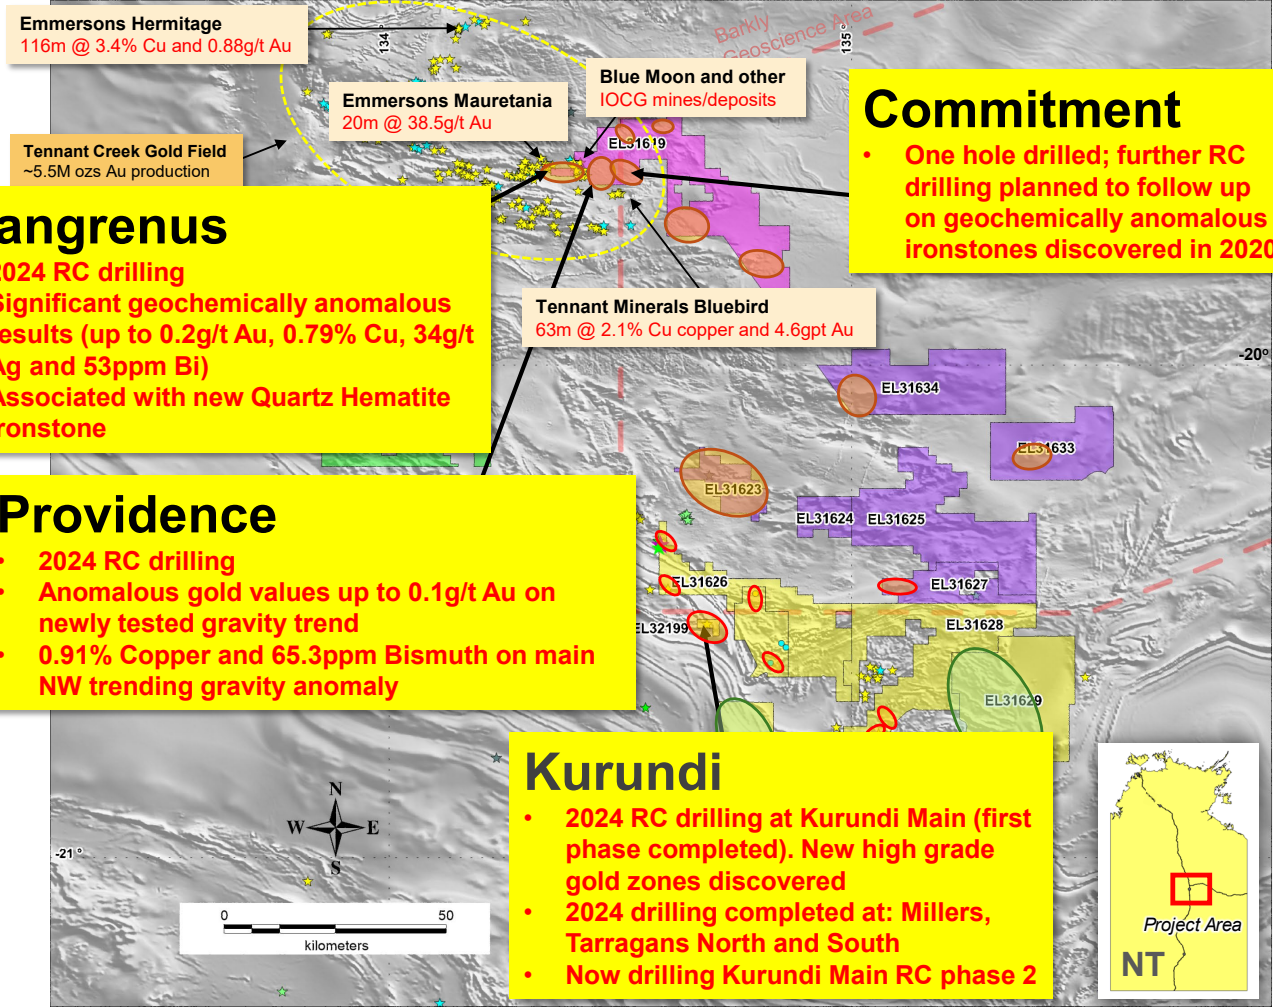 Emmersons Hermitage
116m @ 3.4% Cu and 0.88g/t Au
134°
Barkly
Geoscience Area
135°
Emmersons Mauretania
20m @ 38.5g/t Au
Blue Moon and other
IOCG mines/deposits
Tennant Creek Gold Field
~5.5M ozs Au production
EL31619
Commitment
• One hole drilled; further RC
drilling planned to follow up
on geochemically anomalous
ironstones discovered in 2020
angrenus
2024 RC drilling
Significant geochemically anomalous
results (up to 0.2g/t Au, 0.79% Cu, 34g/t
Ag and 53ppm Bi)
Associated with new Quartz Hematite
Ironstone
Tennant Minerals Bluebird
63m @ 2.1% Cu copper and 4.6gpt Au
-20°
EL31634
EL31633
EL31623
EL31624
EL31625
Providence
• 2024 RC drilling
• Anomalous gold values up to 0.1g/t Au on
newly tested gravity trend
• 0.91% Copper and 65.3ppm Bismuth on main
NW trending gravity anomaly
EL31626
EL31627
EL32199
EL31628
EL31629
Kurundi
• 2024 RC drilling at Kurundi Main (first
phase completed). New high grade
gold zones discovered
• 2024 drilling completed at: Millers,
Tarragans North and South
• Now drilling Kurundi Main RC phase 2
N
W E
S
-21°
0 50
kilometers
Project Area
NT